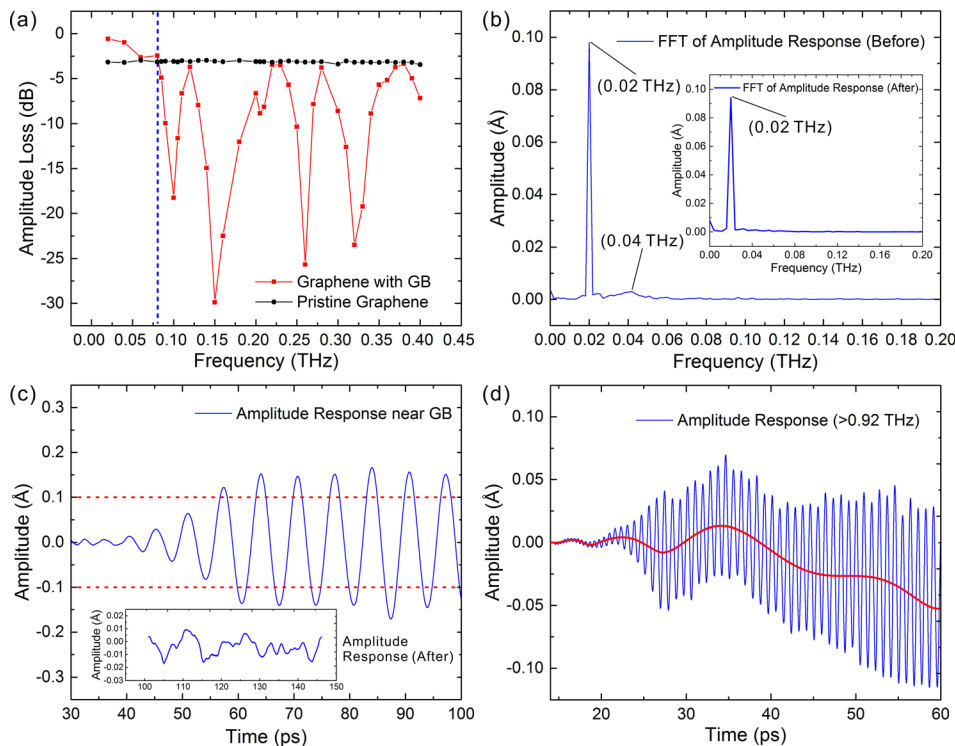 (a)
0
-5
-10
-15
-20
-25
-30
Amplitude Loss (dB)
Graphene with GB
Pristine Graphene
0.00 0.05 0.10 0.15 0.20 0.25 0.30 0.35 0.40 0.45
Frequency (THz)
(b)
0.10
0.08
0.06
0.04
0.02
0.00
Amplitude (Å)
FFT of Amplitude Response (Before)
(0.02 THz)
(0.04 THz)
0.10
0.08
0.06
0.04
0.02
0.00
Amplitude (Å)
FFT of Amplitude Response (After)
(0.02 THz)
0.00 0.04 0.08 0.12 0.16 0.20
Frequency (THz)
0.00 0.02 0.04 0.06 0.08 0.10 0.12 0.14 0.16 0.18 0.20
Frequency (THz)
(c)
0.3
0.2
0.1
0.0
-0.1
-0.2
-0.3
Amplitude (Å)
Amplitude Response near GB
0.02
0.01
0.00
-0.01
-0.03
Amplitude (Å)
100 110 120 130 140 150
Amplitude
Response (After)
30 40 50 60 70 80 90 100
Time (ps)
(d)
0.10
0.05
0.00
-0.05
-0.10
Amplitude (Å)
Amplitude Response (>0.92 THz)
20 30 40 50 60
Time (ps)